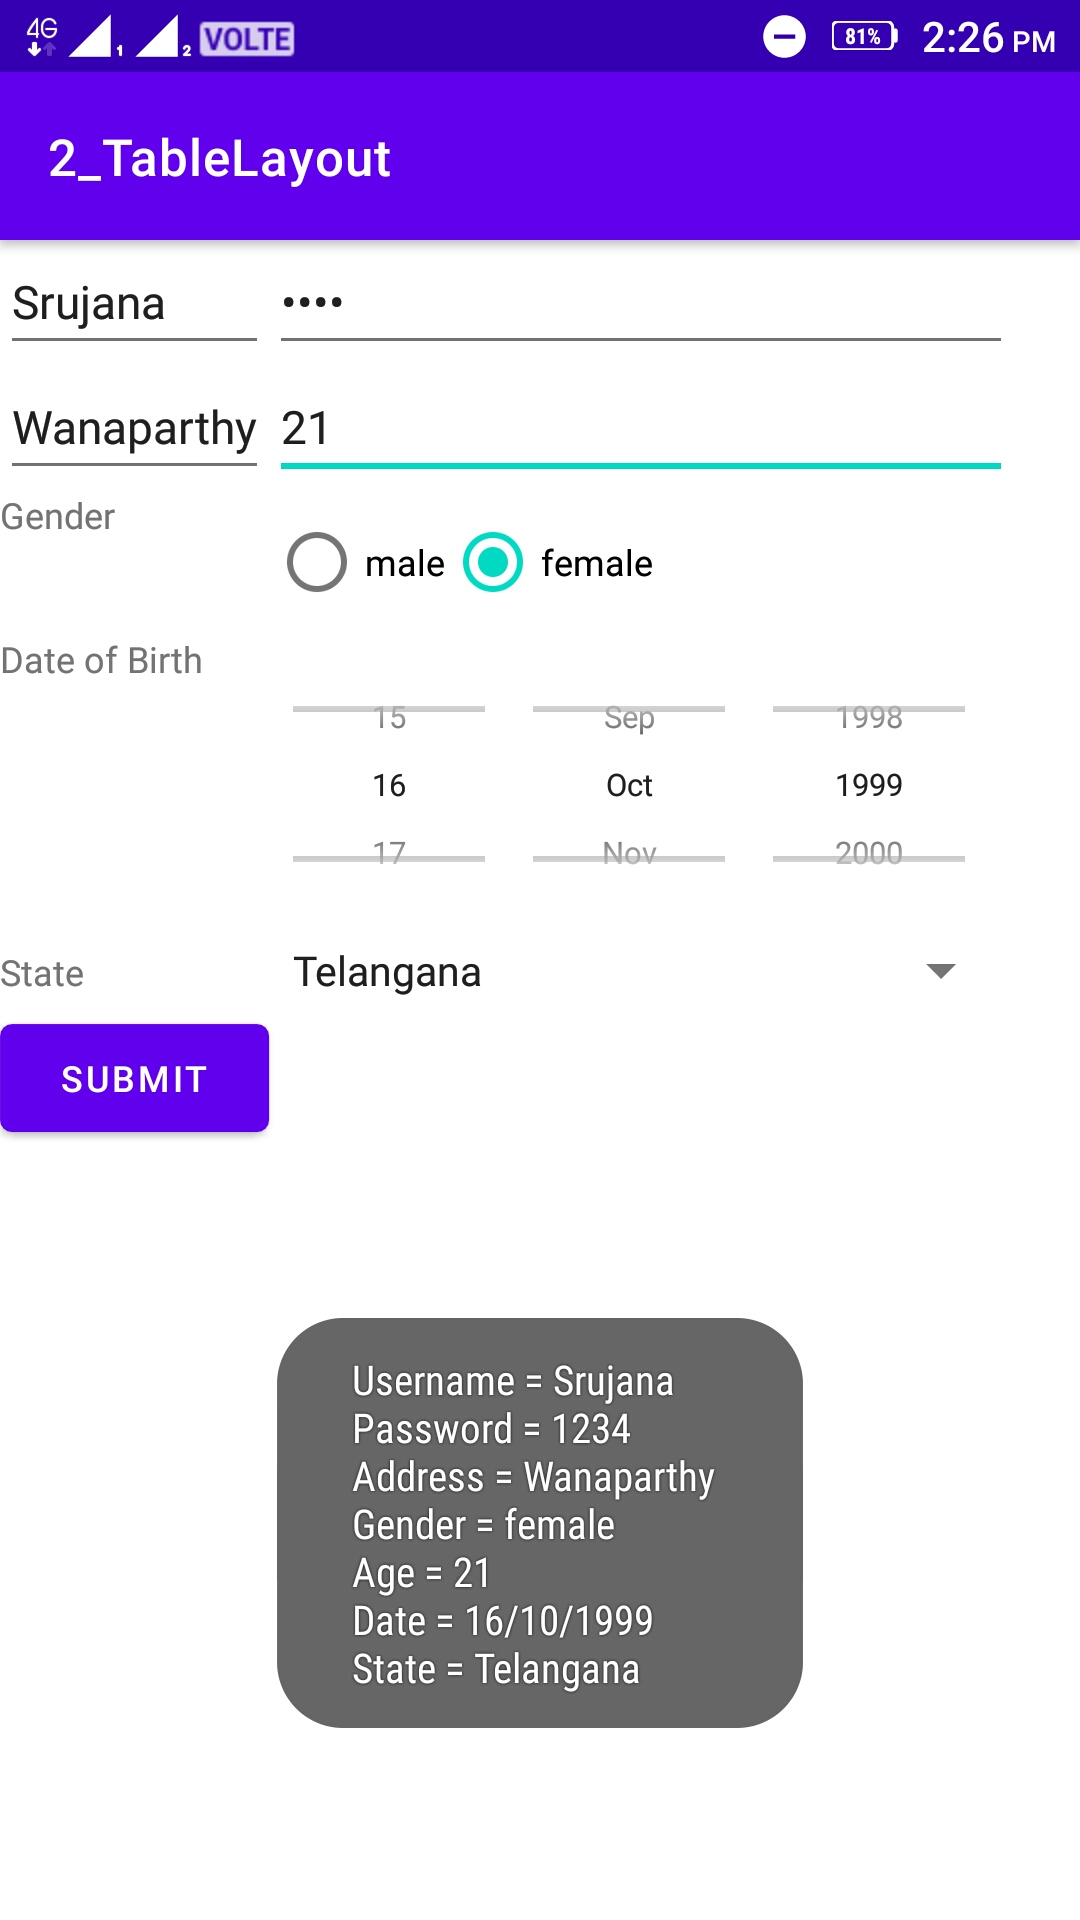 4G 1 2 VOLTE 81% 2:26 PM
2_TableLayout
Srujana ••••
Wanaparthy 21
Gender
male female
Date of Birth
15 Sep 1998
16 Oct 1999
17 Nov 2000
State Telangana
SUBMIT
Username = Srujana
Password = 1234
Address = Wanaparthy
Gender = female
Age = 21
Date = 16/10/1999
State = Telangana